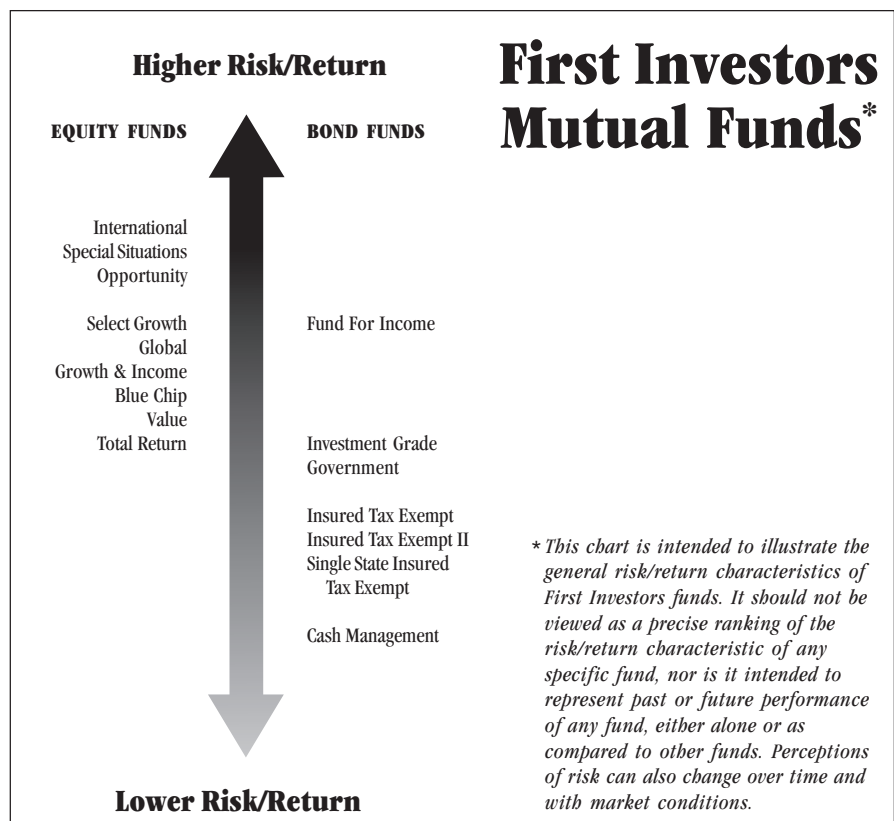 Higher Risk/Return
First Investors
Mutual Funds*
EQUITY FUNDS
International
Special Situations
Opportunity
Select Growth
Global
Growth & Income
Blue Chip
Value
Total Return
BOND FUNDS
Fund For Income
Investment Grade
Government
Insured Tax Exempt
Insured Tax Exempt II
Single State Insured
Tax Exempt
Cash Management
Lower Risk/Return
* This chart is intended to illustrate the
general risk/return characteristics of
First Investors funds. It should not be
viewed as a precise ranking of the
risk/return characteristic of any
specific fund, nor is it intended to
represent past or future performance
of any fund, either alone or as
compared to other funds. Perceptions
of risk can also change over time and
with market conditions.